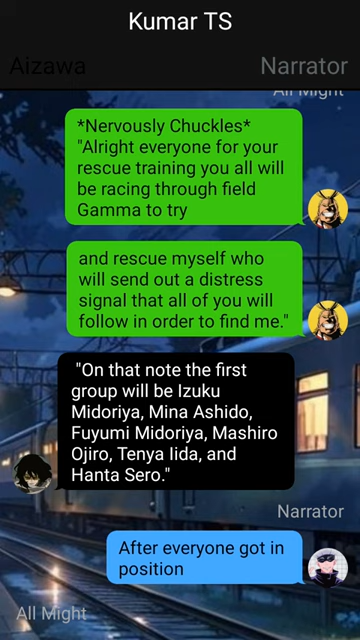 Kumar TS
Aizawa
Narrator
All Might
*Nervously Chuckles*
"Alright everyone for your
rescue training you all will
be racing through field
Gamma to try
and rescue myself who
will send out a distress
signal that all of you will
follow in order to find me."
"On that note the first
group will be Izuku
Midoriya, Mina Ashido,
Fuyumi Midoriya, Mashiro
Ojiro, Tenya Iida, and
Hanta Sero."
Narrator
After everyone got in
position
All Might